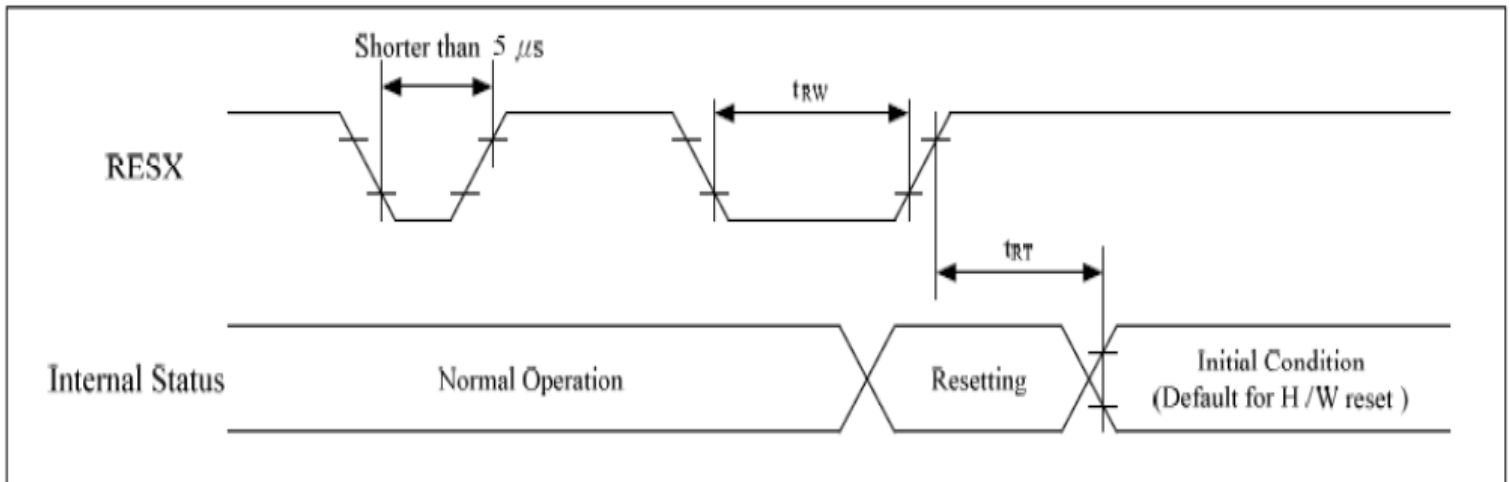 Shorter than 5 μs
tRW
RESX
tRT
Internal Status
Normal Operation
Resetting
Initial Condition
(Default for H/W reset )